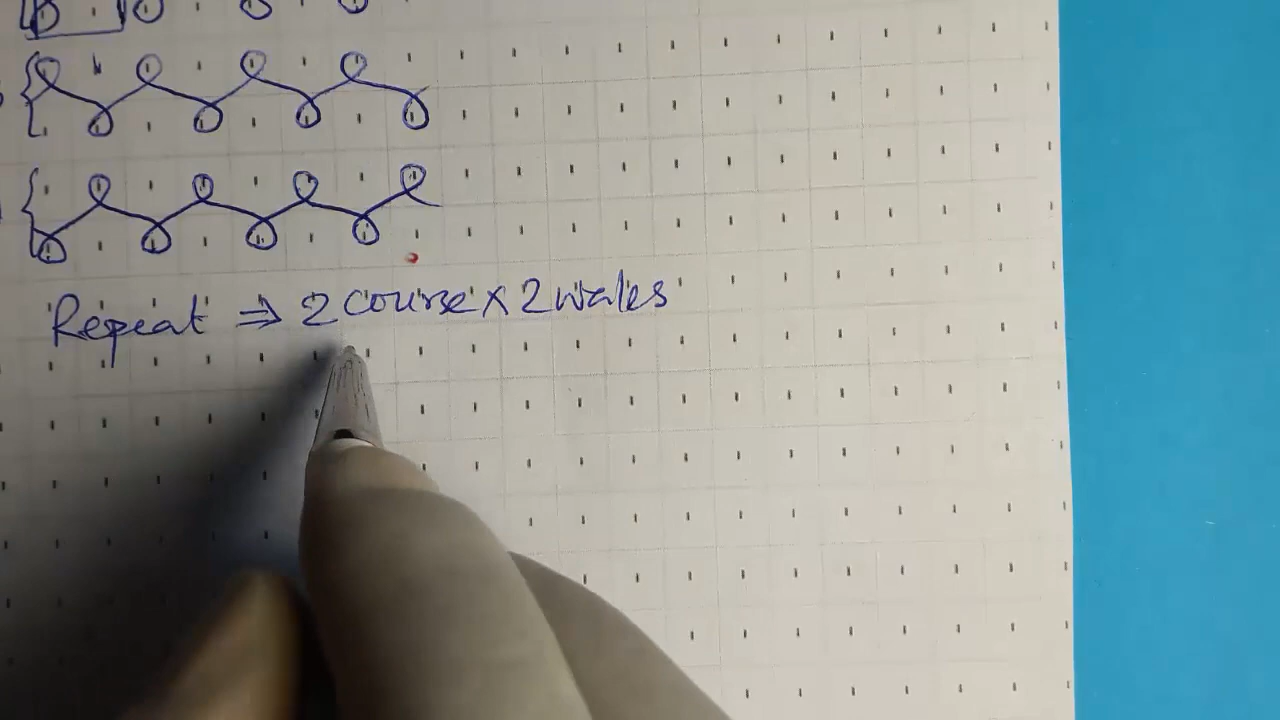 Repeat ⇒ 2 course × 2 wales